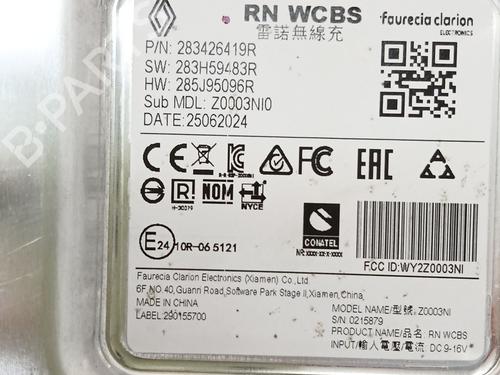 RN WCBS
雷諾無線充
faurecia clarion
ELECTRONICS
P/N: 283426419R
SW: 283H59483R
HW: 285J95096R
Sub MDL: Z0003NI0
DATE: 25062024
CE FC EAC
R! NOM NYCE
CONATEL
E24 10R-06 5121
FCC ID:WY2Z0003NI
Faurecia Clarion Electronics (Xiamen) Co.,Ltd
6F, NO.40, Guanri Road, Software Park Stage II, Xiamen, China
MADE IN CHINA
LABEL: 290155700
MODEL NAME/型號: Z0003NI
S/N 0215879
PRODUCT NAME/品名: RN WCBS
INPUT/輸入電壓/電流: DC 9-16V
B-PARTS